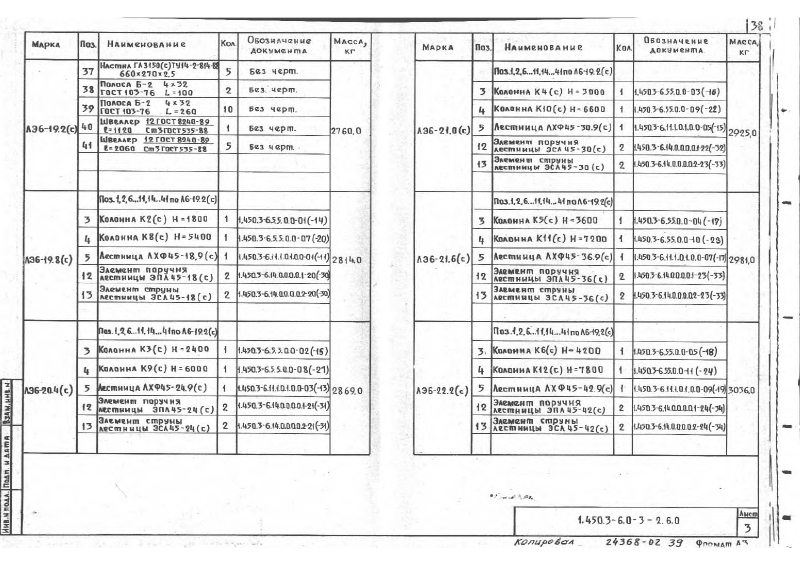 38
Марка Поз. Наименование Кол. Обозначение документа Масса, кг
ЛЭ6-19.2(с) 2760,0
37 Настил ГАЗ150(с)ТУ14-2-814-88 660×270×2.5 5 Без черт.
38 Полоса Б-2 4×32 ГОСТ 103-76 L=100 2 Без черт.
39 Полоса Б-2 4×32 ГОСТ 103-76 L=260 10 Без черт.
40 Швеллер 12 ГОСТ 8240-89 ℓ=1120 Ст3 ГОСТ 535-88 1 Без черт.
41 Швеллер 12 ГОСТ 8240-89 ℓ=2060 Ст3 ГОСТ 535-88 5 Без черт.
ЛЭ6-19.8(с) 2814.0
Поз.1,2,6...11,14...41 по Л6-19.2(с)
3 Колонна К2(с) Н=1800 1 1.450.3-6.5.5.0.0-01(-14)
4 Колонна К8(с) Н=5400 1 1.450.3-6.5.5.0.0-07(-20)
5 Лестница ЛХФ45-18,9(с) 1 1.450.3-6.1.1.1.0.1.0.0-01(-11)
12 Элемент поручня лестницы ЭПЛ45-18(с) 2 1.450.3-6.14.0.0.0.0.1-20(-30)
13 Элемент струны лестницы ЭСЛ45-18(с) 2 1.450.3-6.14.0.0.0.0.2-20(-30)
ЛЭ6-20.4(с) 2869.0
Поз.1,2,6...11,14...41 по Л6-19.2(с)
3 Колонна К3(с) Н=2400 1 1.450.3-6.5.5.0.0-02(-15)
4 Колонна К9(с) Н=6000 1 1.450.3-6.5.5.0.0-08(-21)
5 Лестница ЛХФ45-24.9(с) 1 1.450.3-6.1.1.1.0.1.0.0-03(-13)
12 Элемент поручня лестницы ЭПЛ45-24(с) 2 1.450.3-6.14.0.0.0.0.1-21(-31)
13 Элемент струны лестницы ЭСЛ45-24(с) 2 1.450.3-6.14.0.0.0.0.2-21(-31)
Марка Поз. Наименование Кол. Обозначение документа Масса, кг
ЛЭ6-21,0(с) 2925,0
Поз.1,2,6...11,14...41 по Л6-19.2(с)
3 Колонна К4(с) Н=3000 1 1.450.3-6.5.5.0.0-03(-16)
4 Колонна К10(с) Н=6600 1 1.450.3-6.5.5.0.0-09(-22)
5 Лестница ЛХФ45-30.9(с) 1 1.450.3-6.1.1.1.0.1.0.0-05(-15)
12 Элемент поручня лестницы ЭПЛ45-30(с) 2 1.450.3-6.14.0.0.0.0.1-22(-32)
13 Элемент струны лестницы ЭСЛ45-30(с) 2 1.450.3-6.14.0.0.0.0.2-23(-33)
ЛЭ6-21,6(с) 2981,0
Поз.1,2,6...11,14...41 по Л6-19.2(с)
3 Колонна К5(с) Н=3600 1 1.450.3-6.5.5.0.0-04(-17)
4 Колонна К11(с) Н=7200 1 1.450.3-6.5.5.0.0-10(-23)
5 Лестница ЛХФ45-36.9(с) 1 1.450.3-6.1.1.1.0.1.0.0-07(-17)
12 Элемент поручня лестницы ЭПЛ45-36(с) 2 1.450.3-6.14.0.0.0.0.1-23(-33)
13 Элемент струны лестницы ЭСЛ45-36(с) 2 1.450.3-6.14.0.0.0.0.2-23(-33)
ЛЭ6-22.2(с) 3036,0
Поз.1,2,6...11,14...41 по Л6-19.2(с)
3 Колонна К6(с) Н=4200 1 1.450.3-6.5.5.0.0-05(-18)
4 Колонна К12(с) Н=7800 1 1.450.3-6.5.5.0.0-11(-24)
5 Лестница ЛХФ45-42.9(с) 1 1.450.3-6.1.1.1.0.1.0.0-09(-19)
12 Элемент поручня лестницы ЭПЛ45-42(с) 2 1.450.3-6.14.0.0.0.0.1-24(-34)
13 Элемент струны лестницы ЭСЛ45-42(с) 2 1.450.3-6.14.0.0.0.0.2-24(-34)
Инв.N подл. Подп. и дата Взам.инв.N
1.450.3-6.0-3-2.6.0
Лист
3
Копировал 24368-02 39 Формат А3